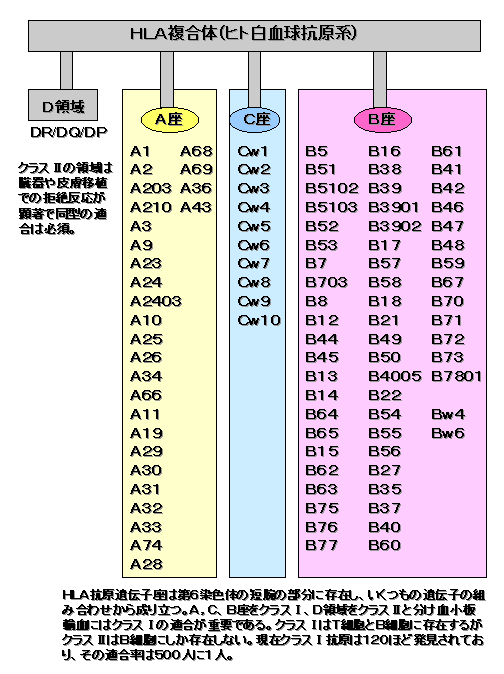 HLA複合体(ヒト白血球抗原系)
D領域
DR/DQ/DP
クラスⅡの領域は
臓器や皮膚移植
での拒絶反応が
顕著で同型の適
合は必須。
A座
A1 A68
A2 A69
A203 A36
A210 A43
A3
A9
A23
A24
A2403
A10
A25
A26
A34
A66
A11
A19
A29
A30
A31
A32
A33
A74
A28
C座
Cw1
Cw2
Cw3
Cw4
Cw5
Cw6
Cw7
Cw8
Cw9
Cw10
B座
B5 B16 B61
B51 B38 B41
B5102 B39 B42
B5103 B3901 B46
B52 B3902 B47
B53 B17 B48
B7 B57 B59
B703 B58 B67
B8 B18 B70
B12 B21 B71
B44 B49 B72
B45 B50 B73
B13 B4005 B7801
B14 B22
B64 B54 Bw4
B65 B55 Bw6
B15 B56
B62 B27
B63 B35
B75 B37
B76 B40
B77 B60
HLA抗原遺伝子座は第6染色体の短腕の部分に存在し、いくつもの遺伝子の組
み合わせから成り立つ。A，C，B座をクラスⅠ、D領域をクラスⅡと分け血小板
輸血にはクラスⅠの適合が重要である。クラスⅠはT細胞とB細胞に存在するが
クラスⅡはB細胞にしか存在しない。現在クラスⅠ抗原は120ほど発見されてお
り、その適合率は500人に1人。